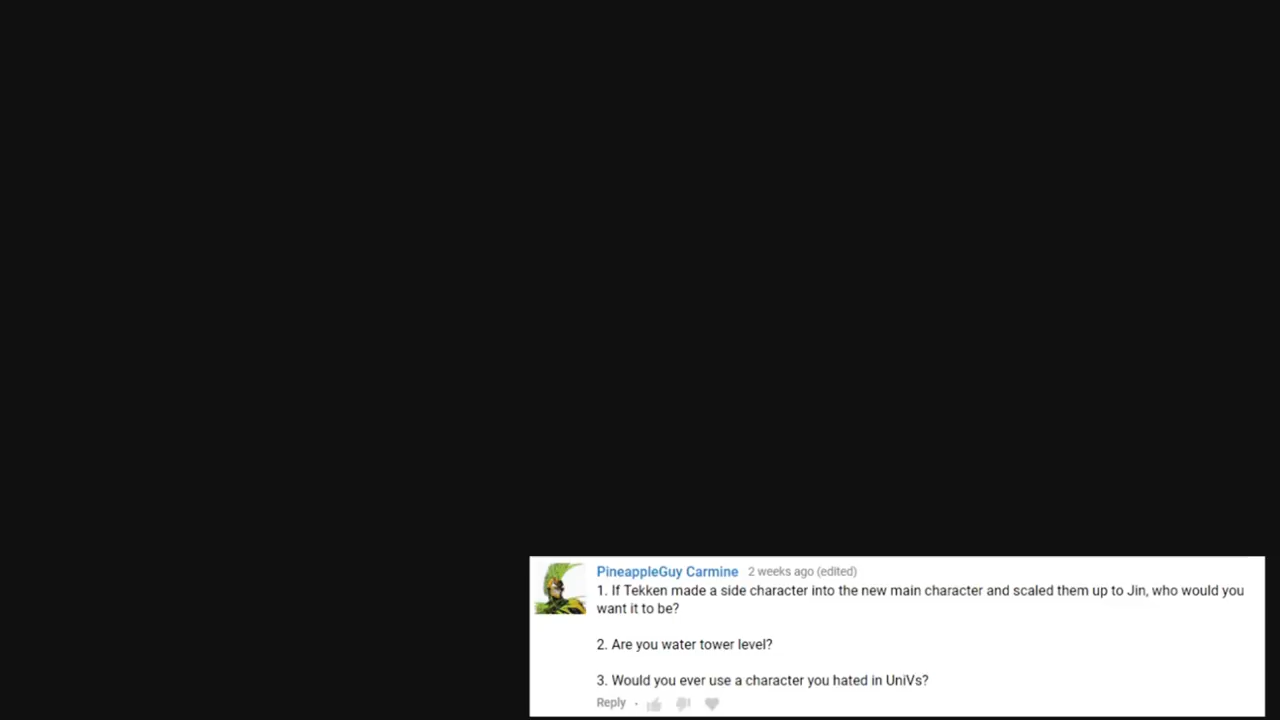 PineappleGuy Carmine 2 weeks ago (edited)
1. If Tekken made a side character into the new main character and scaled them up to Jin, who would you
want it to be?
2. Are you water tower level?
3. Would you ever use a character you hated in UniVs?
Reply ·